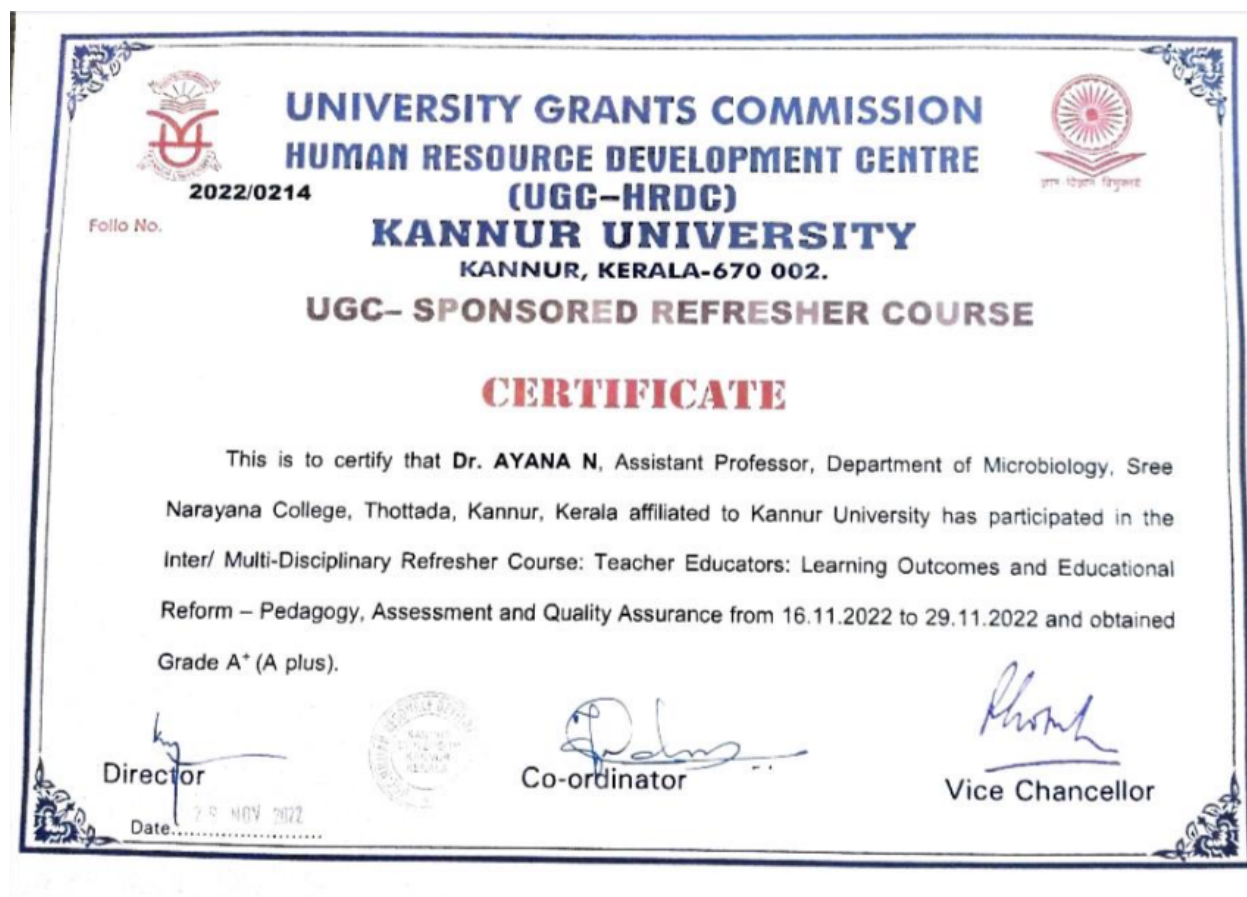 UNIVERSITY GRANTS COMMISSION
HUMAN RESOURCE DEVELOPMENT CENTRE
2022/0214
(UGC-HRDC)
Follo No.
KANNUR UNIVERSITY
KANNUR, KERALA-670 002.
ज्ञान विज्ञान विमुक्तये
UGC- SPONSORED REFRESHER COURSE
CERTIFICATE
This is to certify that Dr. AYANA N, Assistant Professor, Department of Microbiology, Sree
Narayana College, Thottada, Kannur, Kerala affiliated to Kannur University has participated in the
Inter/ Multi-Disciplinary Refresher Course: Teacher Educators: Learning Outcomes and Educational
Reform – Pedagogy, Assessment and Quality Assurance from 16.11.2022 to 29.11.2022 and obtained
Grade A⁺ (A plus).
Director
Co-ordinator
Vice Chancellor
Date.......................
NOV 2022